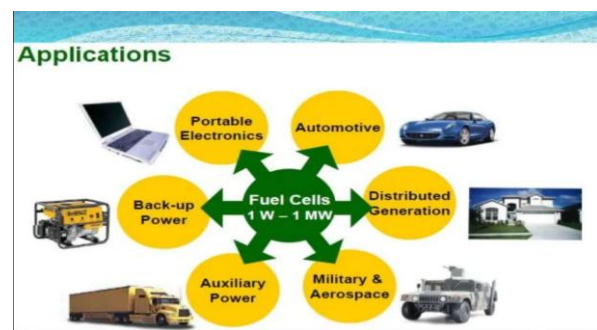 Applications
Portable
Electronics
Automotive
Back-up
Power
Fuel Cells
1 W – 1 MW
Distributed
Generation
Auxiliary
Power
Military &
Aerospace